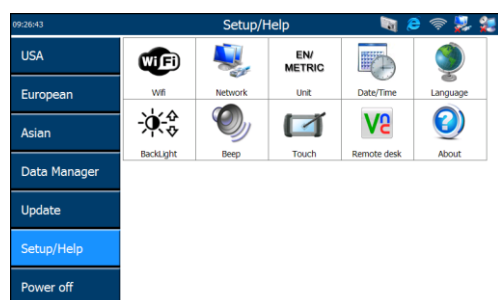 09:26:43
Setup/Help
USA
European
Asian
Data Manager
Update
Setup/Help
Power off
WiFi
EN/
METRIC
Wifi
Network
Unit
Date/Time
Language
Vnc
BackLight
Beep
Touch
Remote desk
About